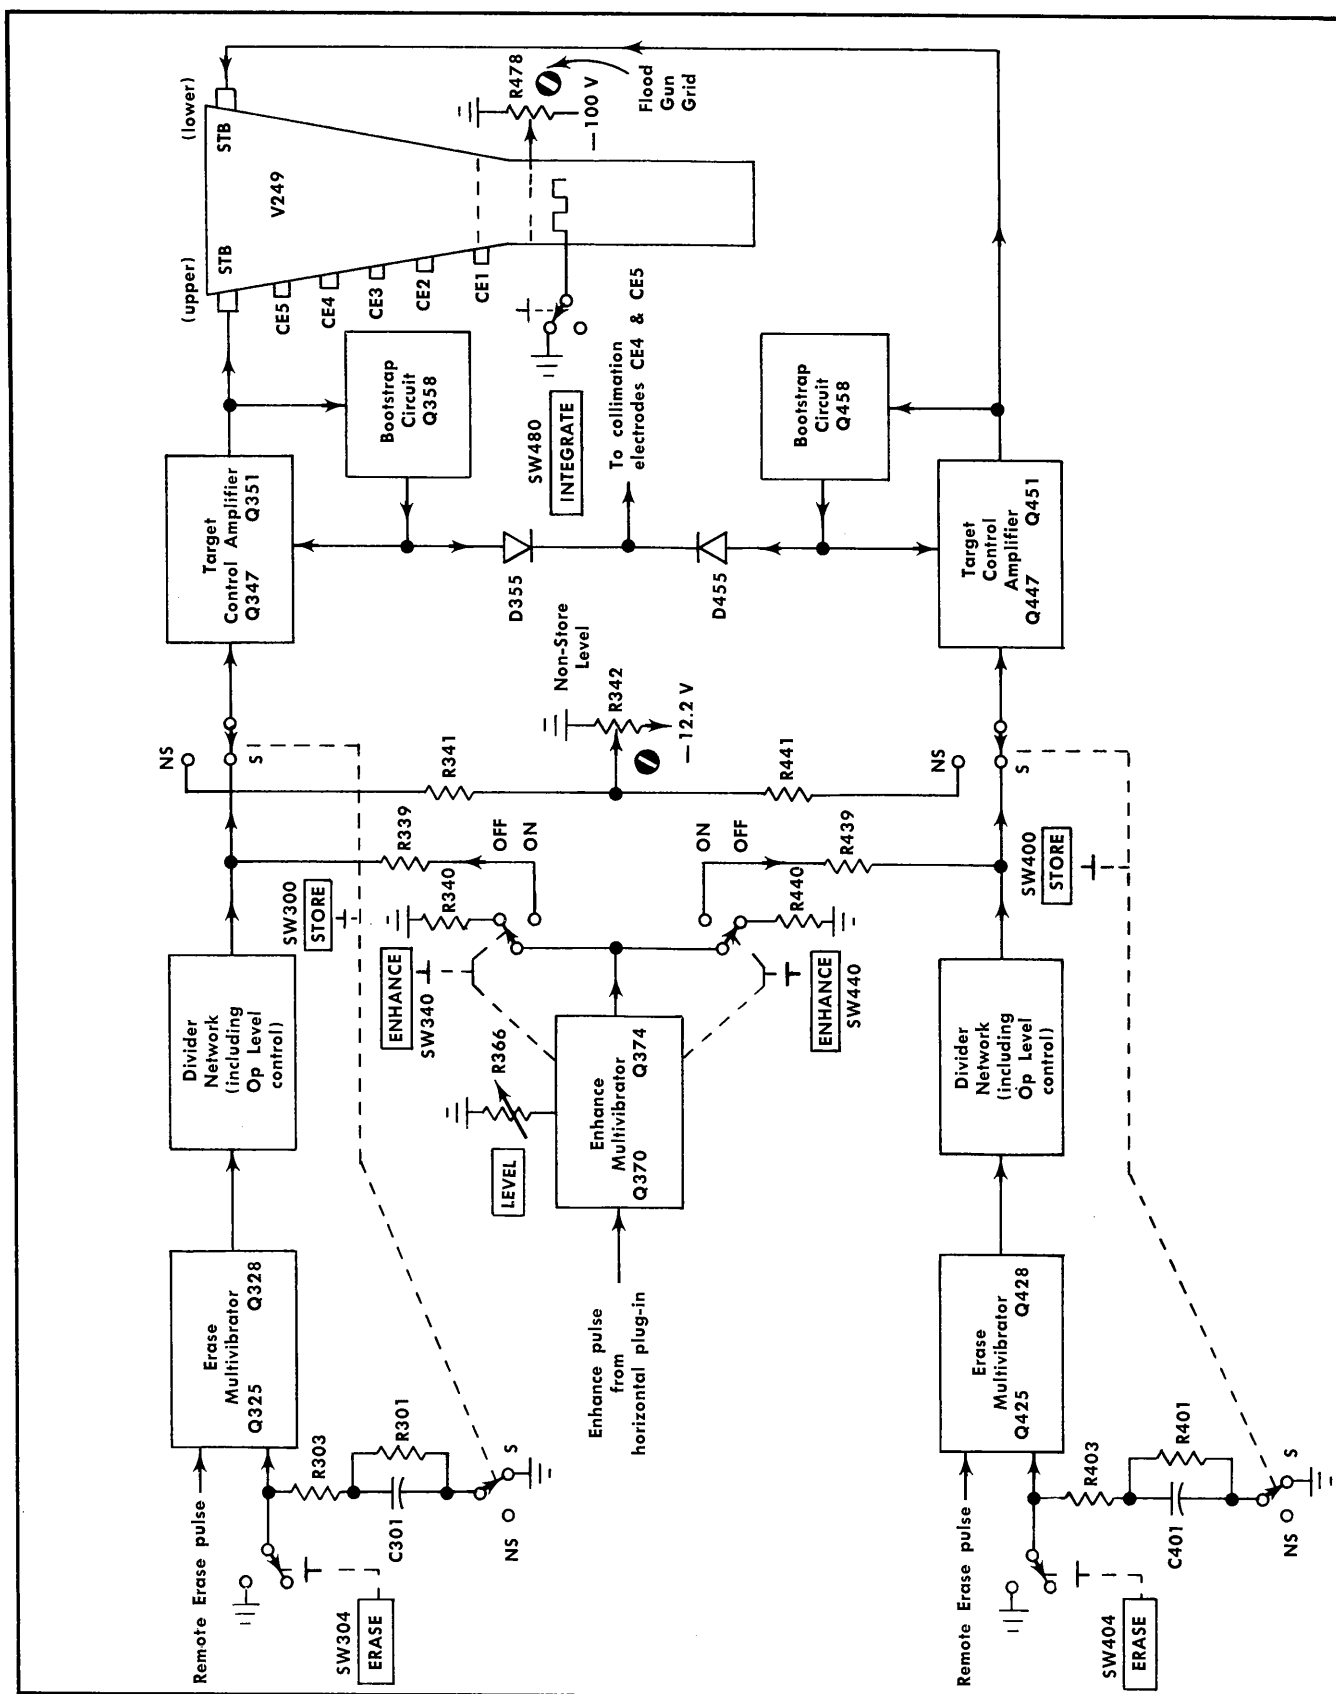 Remote Erase pulse
SW304
ERASE
R303
C301
R301
NS
S
Erase
Multivibrator
Q325 Q328
Divider
Network
(including
Op Level
control)
SW300
STORE
NS
S
Target
Control Amplifier
Q347 Q351
Bootstrap
Circuit
Q358
(upper)
(lower)
STB
STB
V249
CE5
CE4
CE3
CE2
CE1
R478
—100 V
Flood
Gun
Grid
SW480
INTEGRATE
To collimation
electrodes CE4 & CE5
D355
D455
Non-Store
Level
R342
—12.2 V
R341
R441
R339
OFF
ON
R340
ENHANCE
SW340
LEVEL
R366
Enhance pulse
from
horizontal plug-in
Enhance
Multivibrator
Q370 Q374
ON
OFF
R439
R440
ENHANCE
SW440
Remote Erase pulse
SW404
ERASE
R403
C401
R401
NS
S
Erase
Multivibrator
Q425 Q428
Divider
Network
(including
Op Level
control)
SW400
STORE
NS
S
Target
Control
Amplifier
Q447 Q451
Bootstrap
Circuit
Q458